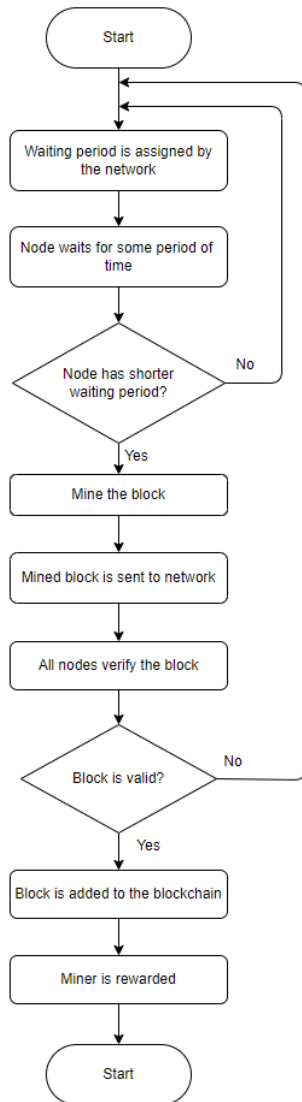 Start
Waiting period is assigned by
the network
Node waits for some period of
time
Node has shorter
waiting period?
No
Yes
Mine the block
Mined block is sent to network
All nodes verify the block
Block is valid?
No
Yes
Block is added to the blockchain
Miner is rewarded
Start